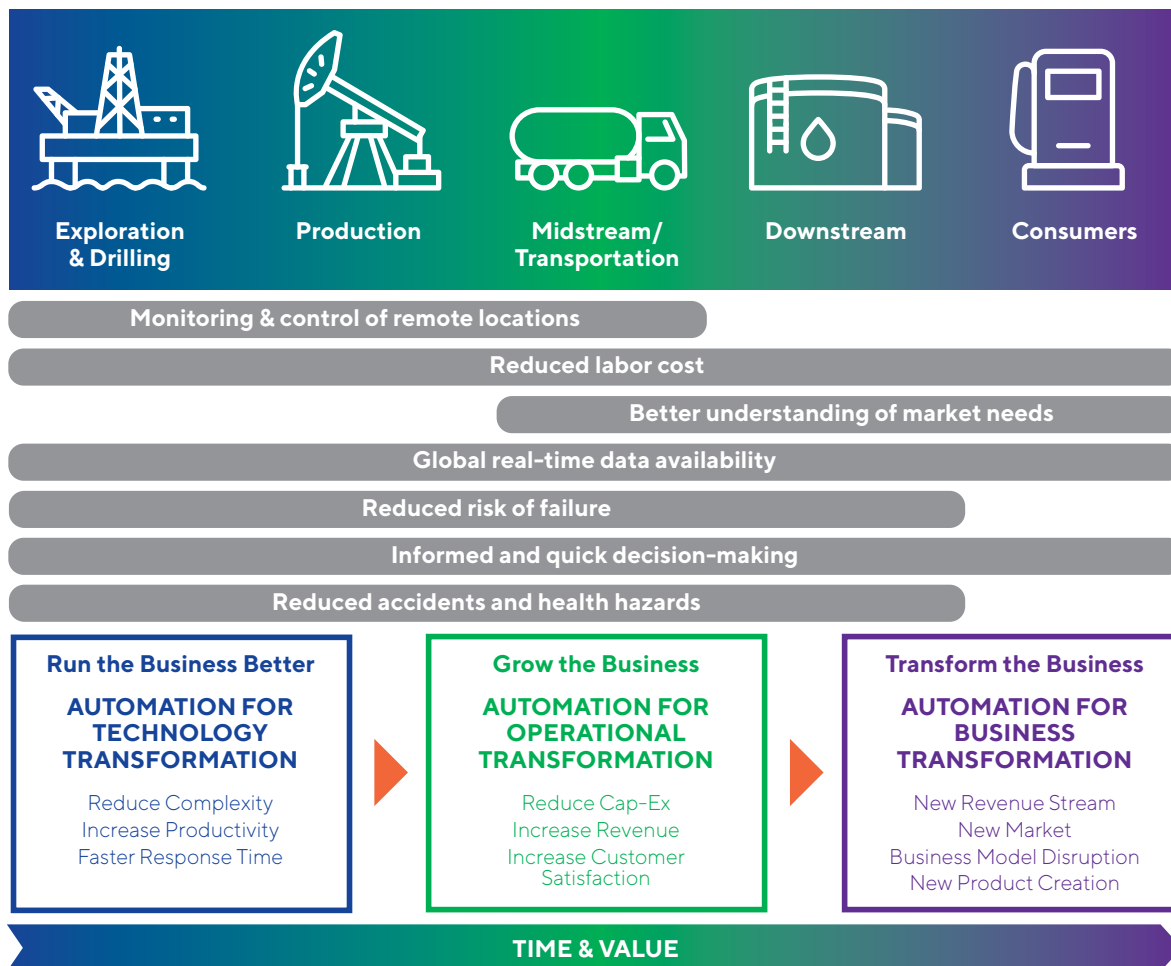 Exploration
& Drilling
Production
Midstream/
Transportation
Downstream
Consumers
Monitoring & control of remote locations
Reduced labor cost
Better understanding of market needs
Global real-time data availability
Reduced risk of failure
Informed and quick decision-making
Reduced accidents and health hazards
Run the Business Better
AUTOMATION FOR
TECHNOLOGY
TRANSFORMATION
Reduce Complexity
Increase Productivity
Faster Response Time
Grow the Business
AUTOMATION FOR
OPERATIONAL
TRANSFORMATION
Reduce Cap-Ex
Increase Revenue
Increase Customer
Satisfaction
Transform the Business
AUTOMATION FOR
BUSINESS
TRANSFORMATION
New Revenue Stream
New Market
Business Model Disruption
New Product Creation
TIME & VALUE